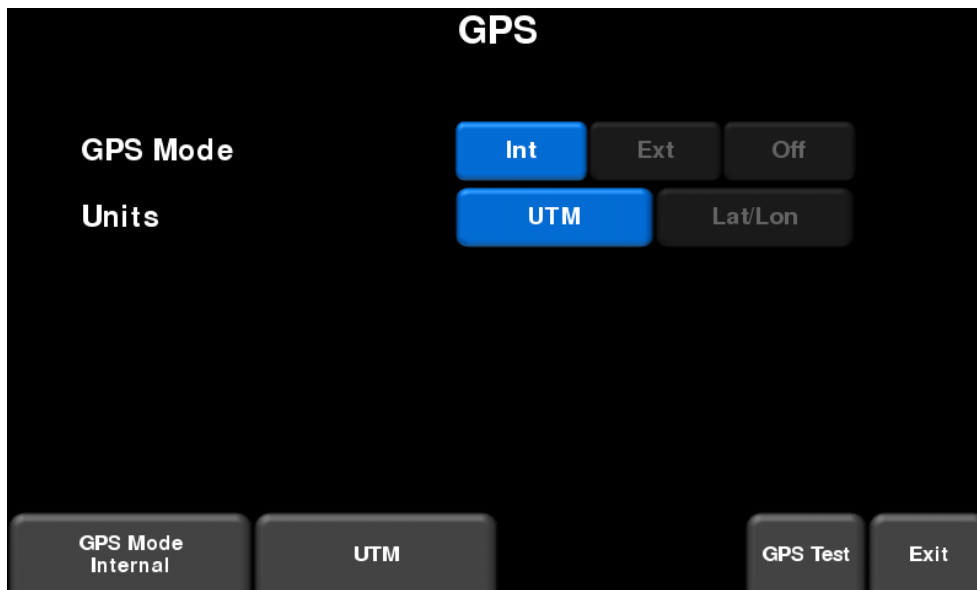 GPS
GPS Mode Int Ext Off
Units UTM Lat/Lon
GPS Mode
Internal
UTM
GPS Test
Exit